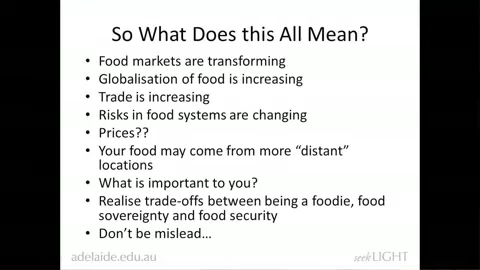 So What Does this All Mean?
• Food markets are transforming
• Globalisation of food is increasing
• Trade is increasing
• Risks in food systems are changing
• Prices??
• Your food may come from more “distant”
locations
• What is important to you?
• Realise trade-offs between being a foodie, food
sovereignty and food security
• Don’t be mislead…
adelaide.edu.au
seek LIGHT